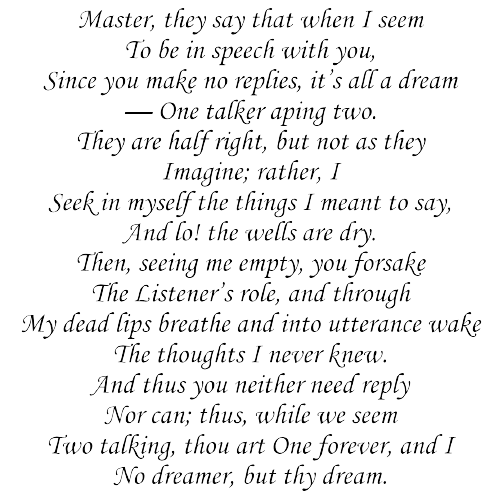 Master, they say that when I seem
To be in speech with you,
Since you make no replies, it's all a dream
— One talker aping two.
They are half right, but not as they
Imagine; rather, I
Seek in myself the things I meant to say,
And lo! the wells are dry.
Then, seeing me empty, you forsake
The Listener's role, and through
My dead lips breathe and into utterance wake
The thoughts I never knew.
And thus you neither need reply
Nor can; thus, while we seem
Two talking, thou art One forever, and I
No dreamer, but thy dream.